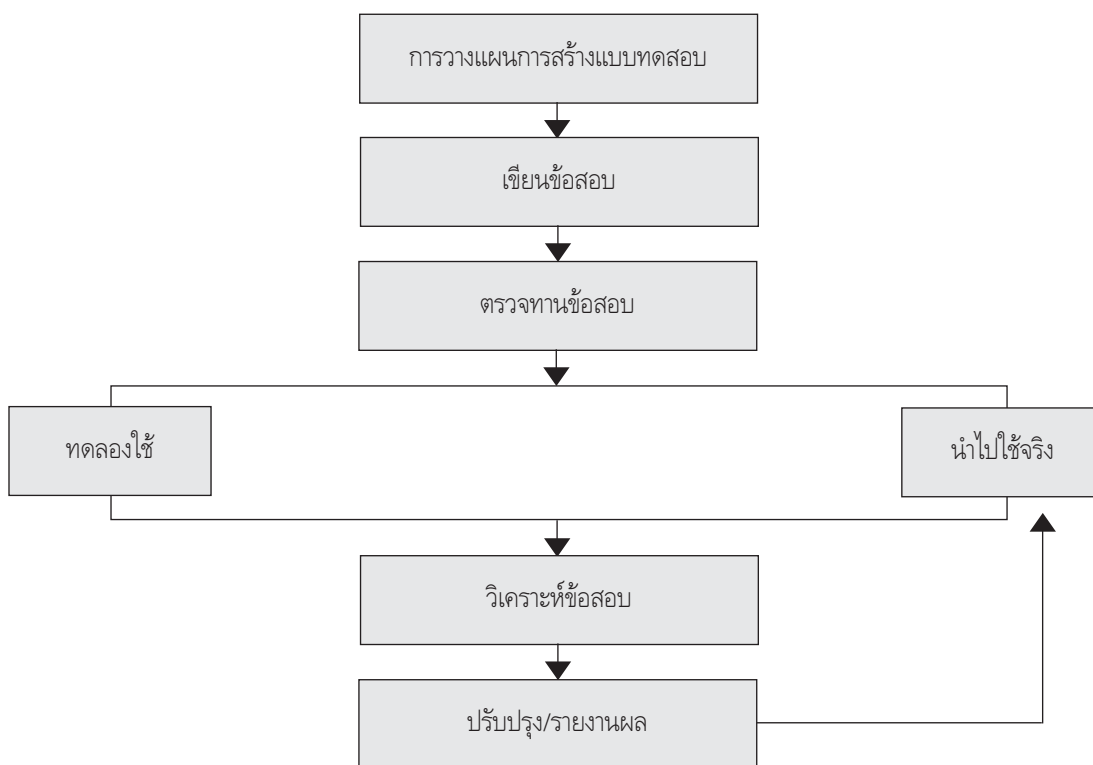 การวางแผนการสร้างแบบทดสอบ
เขียนข้อสอบ
ตรวจทานข้อสอบ
ทดลองใช้
นำไปใช้จริง
วิเคราะห์ข้อสอบ
ปรับปรุง/รายงานผล